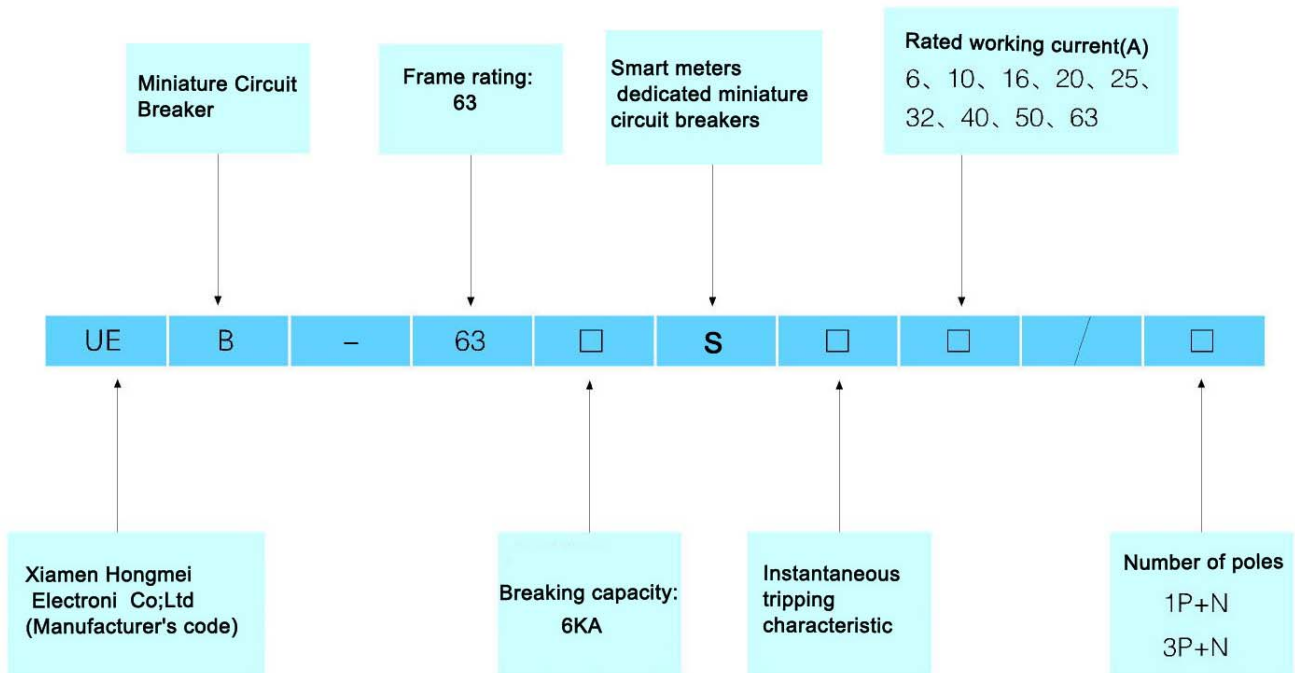 Miniature Circuit
Breaker
Frame rating:
63
Smart meters
dedicated miniature
circuit breakers
Rated working current(A)
6、10、16、20、25、
32、40、50、63
UE B - 63 □ S □ □ / □
Xiamen Hongmei
Electroni Co;Ltd
(Manufacturer's code)
Breaking capacity:
6KA
Instantaneous
tripping
characteristic
Number of poles
1P+N
3P+N